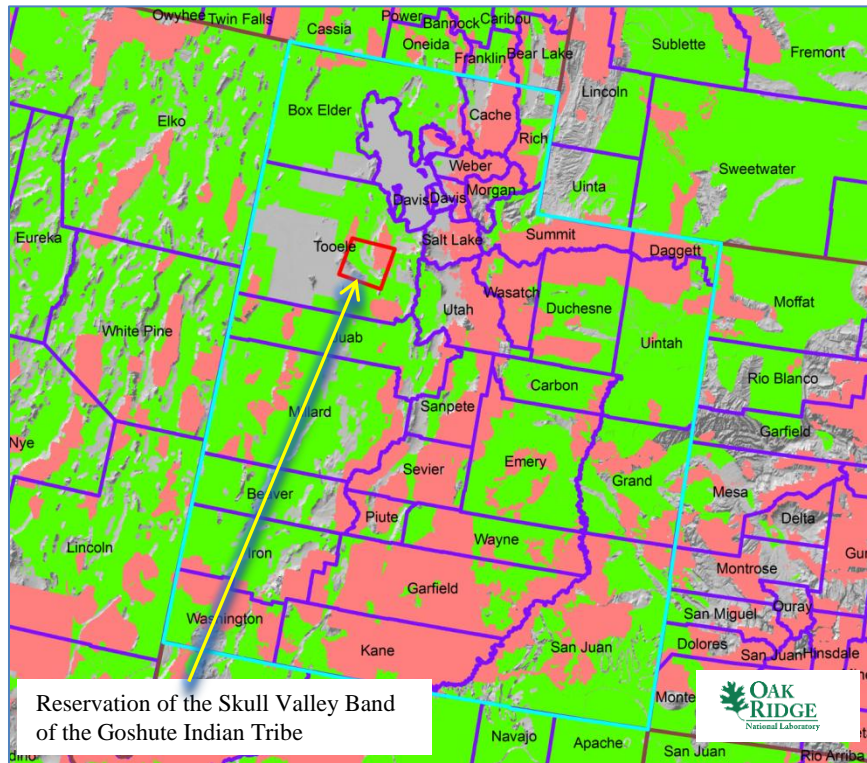 Owyhee
Twin Falls
Cassia
Power
Bannock
Caribou
Oneida
Franklin
Bear Lake
Sublette
Fremont
Lincoln
Elko
Box Elder
Cache
Rich
Sweetwater
Weber
Uinta
Davis
Davis
Morgan
Eureka
Tooele
Salt Lake
Summit
Daggett
White Pine
Utah
Wasatch
Duchesne
Moffat
Juab
Uintah
Carbon
Rio Blanco
Millard
Sanpete
Garfield
Nye
Sevier
Emery
Grand
Mesa
Beaver
Delta
Piute
Lincoln
Iron
Wayne
Montrose
Garfield
Ouray
Washington
San Miguel
Kane
San Juan
Dolores
San Juan
Hinsdale
Reservation of the Skull Valley Band
of the Goshute Indian Tribe
OAK
RIDGE
National Laboratory
Navajo
Apache
San Juan
Rio Arriba